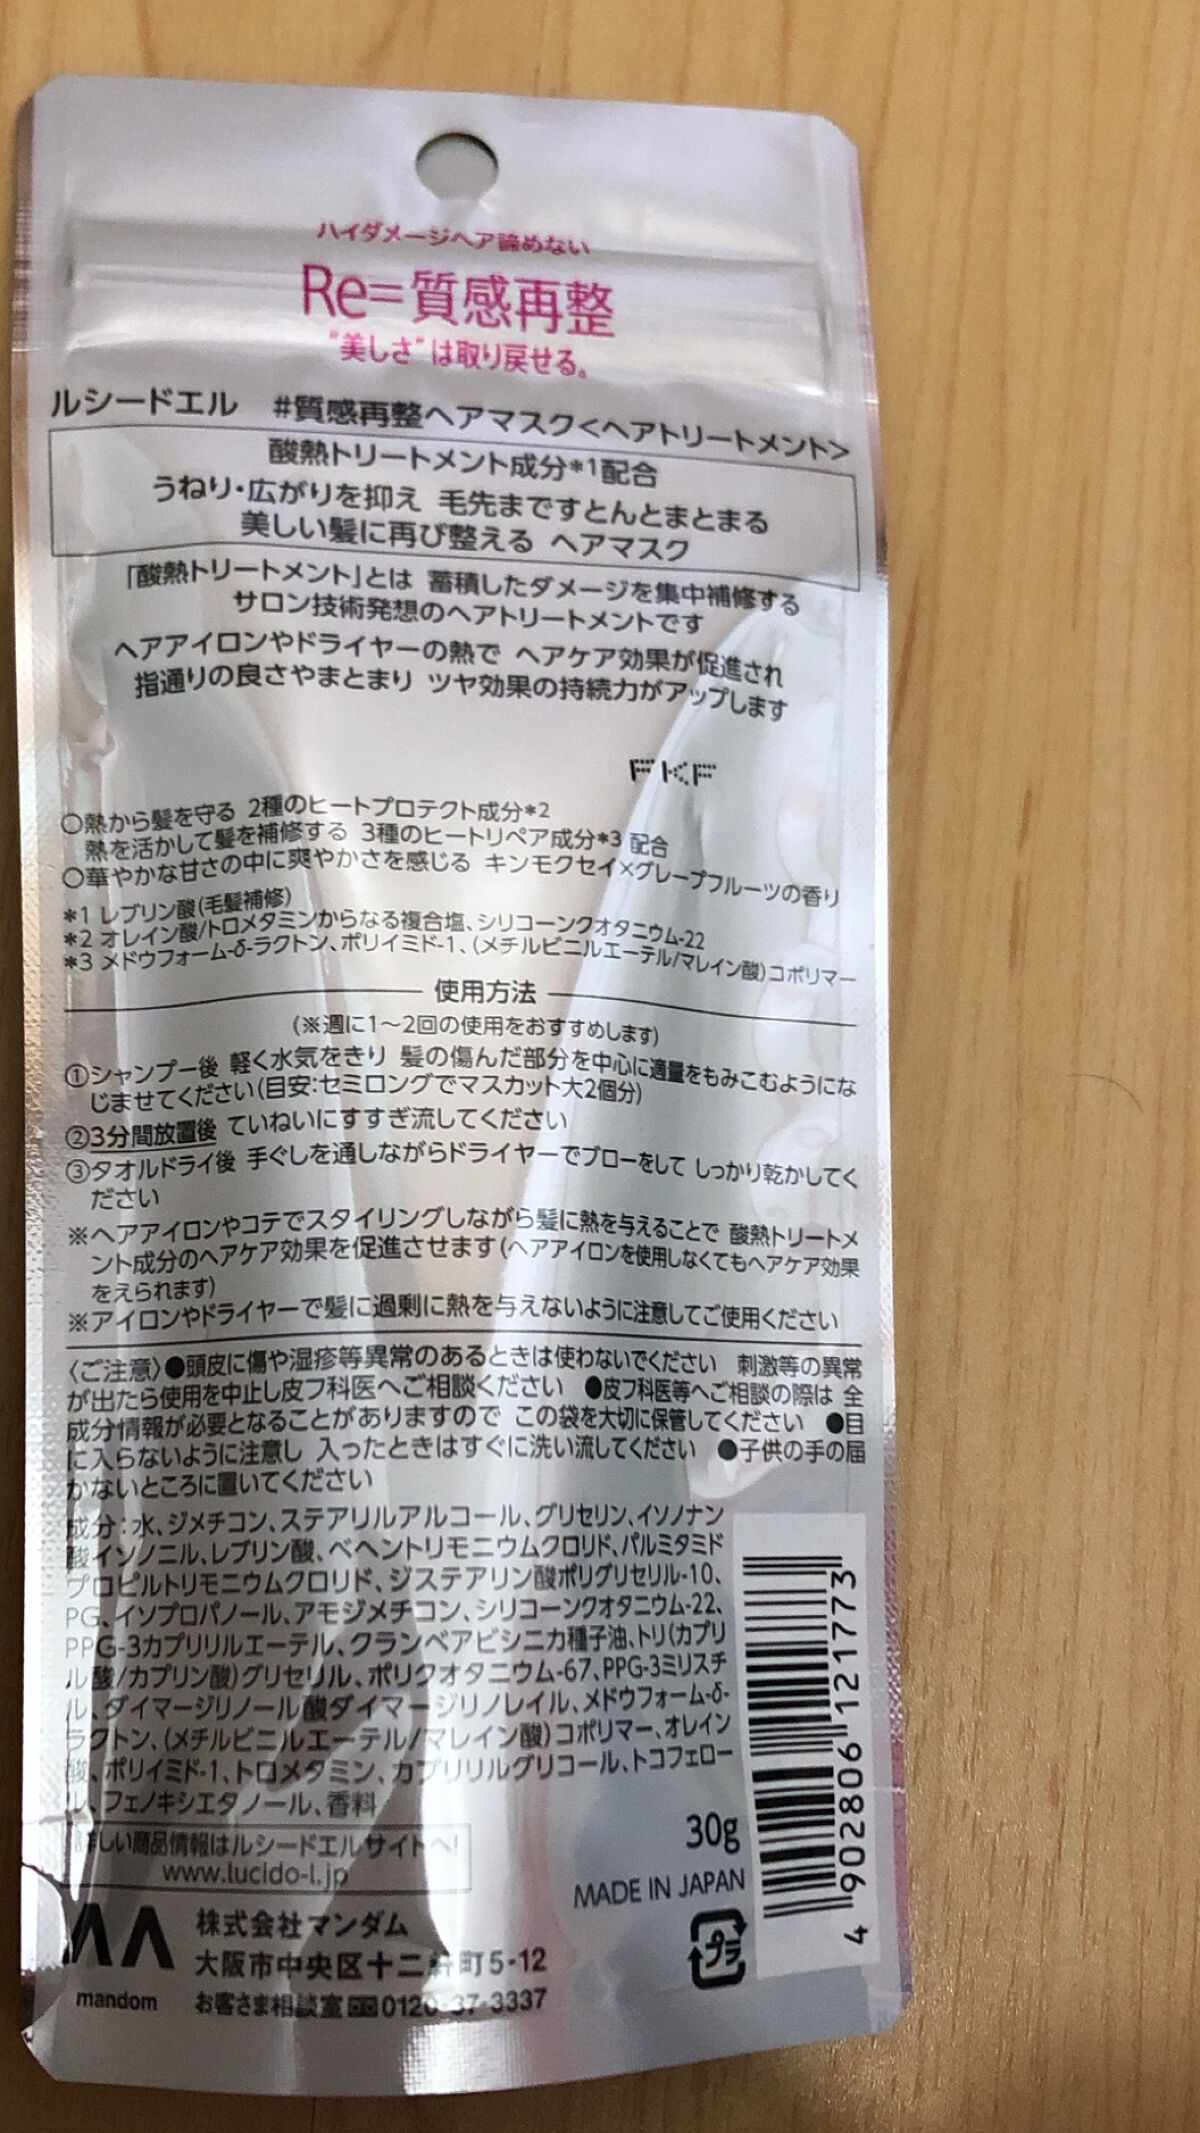 ハイダメージヘア諦めない
Re=質感再整
"美しさ"は取り戻せる。
ルシードエル #質感再整ヘアマスク<ヘアトリートメント>
酸熱トリートメント成分*1配合
うねり・広がりを抑え 毛先まですとんとまとまる
美しい髪に再び整える ヘアマスク
「酸熱トリートメント」とは 蓄積したダメージを集中補修する
サロン技術発想のヘアトリートメントです
ヘアアイロンやドライヤーの熱で ヘアケア効果が促進され
指通りの良さやまとまり ツヤ効果の持続力がアップします
FKF
○熱から髪を守る 2種のヒートプロテクト成分*2
熱を活かして髪を補修する 3種のヒートリペア成分*3 配合
○華やかな甘さの中に爽やかさを感じる キンモクセイ×グレープフルーツの香り
*1 レブリン酸(毛髪補修)
*2 オレイン酸/トロメタミンからなる複合塩、シリコーンクオタニウム-22
*3 メドウフォーム-δ-ラクトン、ポリイミド-1、(メチルビニルエーテル/マレイン酸)コポリマー
使用方法
(※週に1〜2回の使用をおすすめします)
①シャンプー後 軽く水気をきり 髪の傷んだ部分を中心に適量をもみこむようにな
じませてください(目安:セミロングでマスカット大2個分)
②3分間放置後 ていねいにすすぎ流してください
③タオルドライ後 手ぐしを通しながらドライヤーでブローをして しっかり乾かしてく
ださい
※ヘアアイロンやコテでスタイリングしながら髪に熱を与えることで 酸熱トリートメ
ント成分のヘアケア効果を促進させます(ヘアアイロンを使用しなくてもヘアケア効果
をえられます)
※アイロンやドライヤーで髪に過剰に熱を与えないように注意してご使用ください
〈ご注意〉●頭皮に傷や湿疹等異常のあるときは使わないでください 刺激等の異常
が出たら使用を中止し皮フ科医へご相談ください ●皮フ科医等へご相談の際は 全
成分情報が必要となることがありますので この袋を大切に保管してください ●目
に入らないように注意し 入ったときはすぐに洗い流してください ●子供の手の届
かないところに置いてください
成分:水、ジメチコン、ステアリルアルコール、グリセリン、イソノナン
酸イソノニル、レブリン酸、ベヘントリモニウムクロリド、パルミタミド
プロピルトリモニウムクロリド、ジステアリン酸ポリグリセリル-10、
PG、イソプロパノール、アモジメチコン、シリコーンクオタニウム-22、
PPG-3カプリリルエーテル、クランベアビシニカ種子油、トリ(カプリ
ル酸/カプリン酸)グリセリル、ポリクオタニウム-67、PPG-3ミリスチ
ル、ダイマージリノール酸ダイマージリノレイル、メドウフォーム-δ-
ラクトン、(メチルビニルエーテル/マレイン酸)コポリマー、オレイン
酸、ポリイミド-1、トロメタミン、カプリリルグリコール、トコフェロー
ル、フェノキシエタノール、香料
詳しい商品情報はルシードエルサイトへ!
www.lucido-l.jp
30g
MADE IN JAPAN
プラ
4 902806 121773
mandom
株式会社マンダム
大阪市中央区十二軒町5-12
お客さま相談室 0120-37-3337